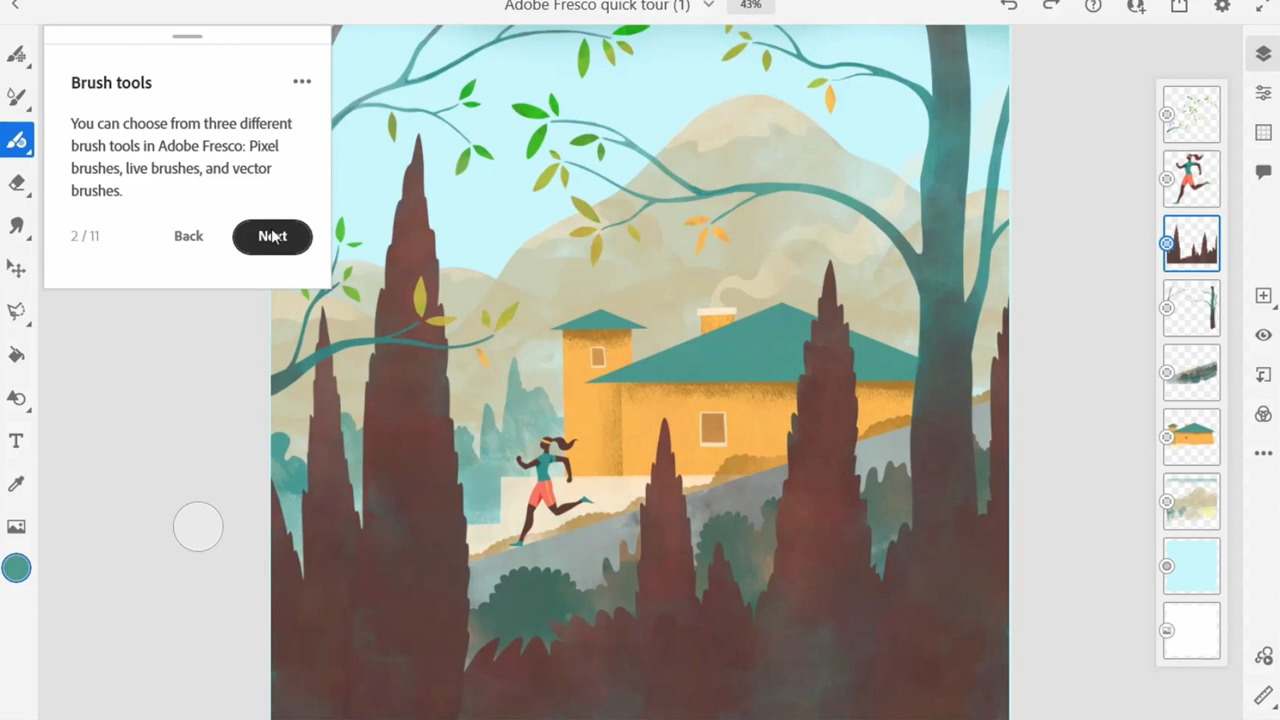 Adobe Fresco quick tour (1)
43%
Brush tools
You can choose from three different
brush tools in Adobe Fresco: Pixel
brushes, live brushes, and vector
brushes.
2 / 11
Back
Next
T